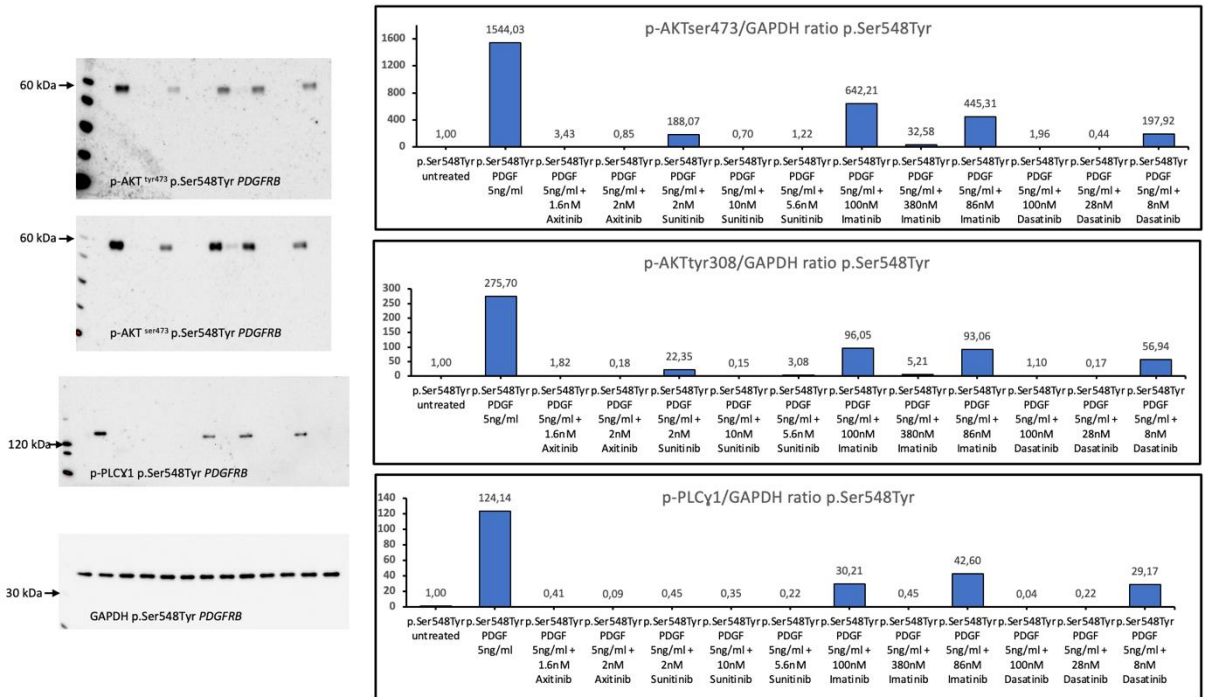 60 kDa
p-AKT tyr473 p.Ser548Tyr PDGFRB
60 kDa
p-AKT ser473 p.Ser548Tyr PDGFRB
120 kDa
p-PLCɣ1 p.Ser548Tyr PDGFRB
30 kDa
GAPDH p.Ser548Tyr PDGFRB
p-AKTser473/GAPDH ratio p.Ser548Tyr
1600
1200
800
400
0
1,00
1544,03
3,43
0,85
188,07
0,70
1,22
642,21
32,58
445,31
1,96
0,44
197,92
p.Ser548Tyr p.Ser548Tyr p.Ser548Tyr p.Ser548Tyr p.Ser548Tyr p.Ser548Tyr p.Ser548Tyr p.Ser548Tyr p.Ser548Tyr p.Ser548Tyr p.Ser548Tyr p.Ser548Tyr p.Ser548Tyr
untreated PDGF PDGF PDGF PDGF PDGF PDGF PDGF PDGF PDGF PDGF PDGF PDGF
5ng/ml 5ng/ml + 5ng/ml + 5ng/ml + 5ng/ml + 5ng/ml + 5ng/ml + 5ng/ml + 5ng/ml + 5ng/ml + 5ng/ml + 5ng/ml +
1.6nM 2nM 2nM 10nM 5.6nM 100nM 380nM 86nM 100nM 28nM 8nM
Axitinib Axitinib Sunitinib Sunitinib Sunitinib Imatinib Imatinib Imatinib Dasatinib Dasatinib Dasatinib
p-AKTtyr308/GAPDH ratio p.Ser548Tyr
300
250
200
150
100
50
0
1,00
275,70
1,82
0,18
22,35
0,15
3,08
96,05
5,21
93,06
1,10
0,17
56,94
p.Ser548Tyr p.Ser548Tyr p.Ser548Tyr p.Ser548Tyr p.Ser548Tyr p.Ser548Tyr p.Ser548Tyr p.Ser548Tyr p.Ser548Tyr p.Ser548Tyr p.Ser548Tyr p.Ser548Tyr p.Ser548Tyr
untreated PDGF PDGF PDGF PDGF PDGF PDGF PDGF PDGF PDGF PDGF PDGF PDGF
5ng/ml 5ng/ml + 5ng/ml + 5ng/ml + 5ng/ml + 5ng/ml + 5ng/ml + 5ng/ml + 5ng/ml + 5ng/ml + 5ng/ml + 5ng/ml +
1.6nM 2nM 2nM 10nM 5.6nM 100nM 380nM 86nM 100nM 28nM 8nM
Axitinib Axitinib Sunitinib Sunitinib Sunitinib Imatinib Imatinib Imatinib Dasatinib Dasatinib Dasatinib
p-PLCɣ1/GAPDH ratio p.Ser548Tyr
140
120
100
80
60
40
20
0
1,00
124,14
0,41
0,09
0,45
0,35
0,22
30,21
0,45
42,60
0,04
0,22
29,17
p.Ser548Tyr p.Ser548Tyr p.Ser548Tyr p.Ser548Tyr p.Ser548Tyr p.Ser548Tyr p.Ser548Tyr p.Ser548Tyr p.Ser548Tyr p.Ser548Tyr p.Ser548Tyr p.Ser548Tyr p.Ser548Tyr
untreated PDGF PDGF PDGF PDGF PDGF PDGF PDGF PDGF PDGF PDGF PDGF PDGF
5ng/ml 5ng/ml + 5ng/ml + 5ng/ml + 5ng/ml + 5ng/ml + 5ng/ml + 5ng/ml + 5ng/ml + 5ng/ml + 5ng/ml + 5ng/ml +
1.6nM 2nM 2nM 10nM 5.6nM 100nM 380nM 86nM 100nM 28nM 8nM
Axitinib Axitinib Sunitinib Sunitinib Sunitinib Imatinib Imatinib Imatinib Dasatinib Dasatinib Dasatinib